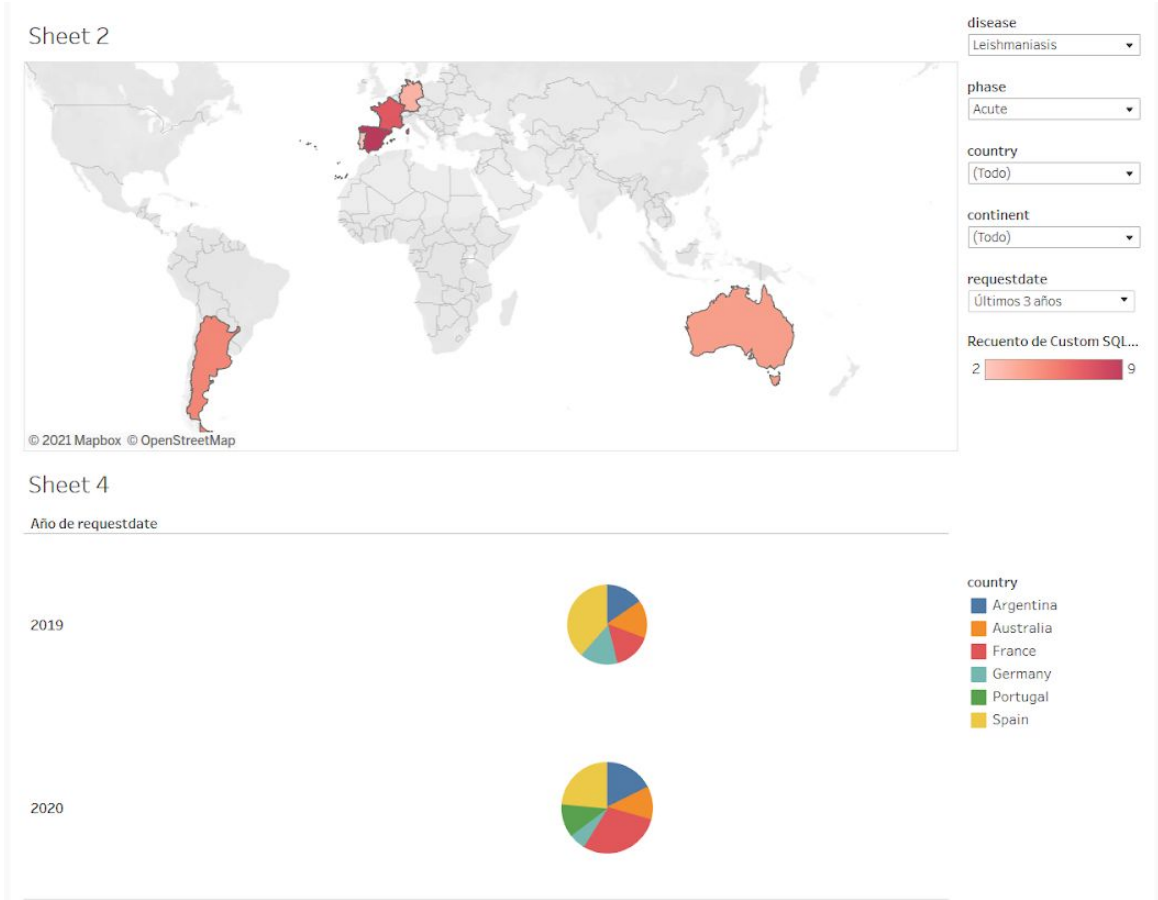 Sheet 2
© 2021 Mapbox © OpenStreetMap
disease
Leishmaniasis
phase
Acute
country
(Todo)
continent
(Todo)
requestdate
Últimos 3 años
Recuento de Custom SQL...
2 9
Sheet 4
Año de requestdate
2019
2020
country
Argentina
Australia
France
Germany
Portugal
Spain